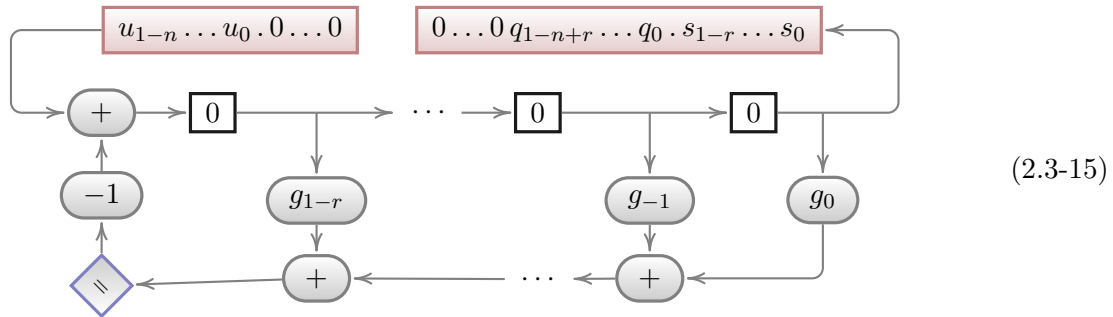 u_{1−n} … u_0 . 0 … 0
0 … 0 q_{1−n+r} … q_0 . s_{1−r} … s_0
+ 0 … 0 0
−1 g_{1−r} g_{−1} g_0
(2.3-15)
= + … +